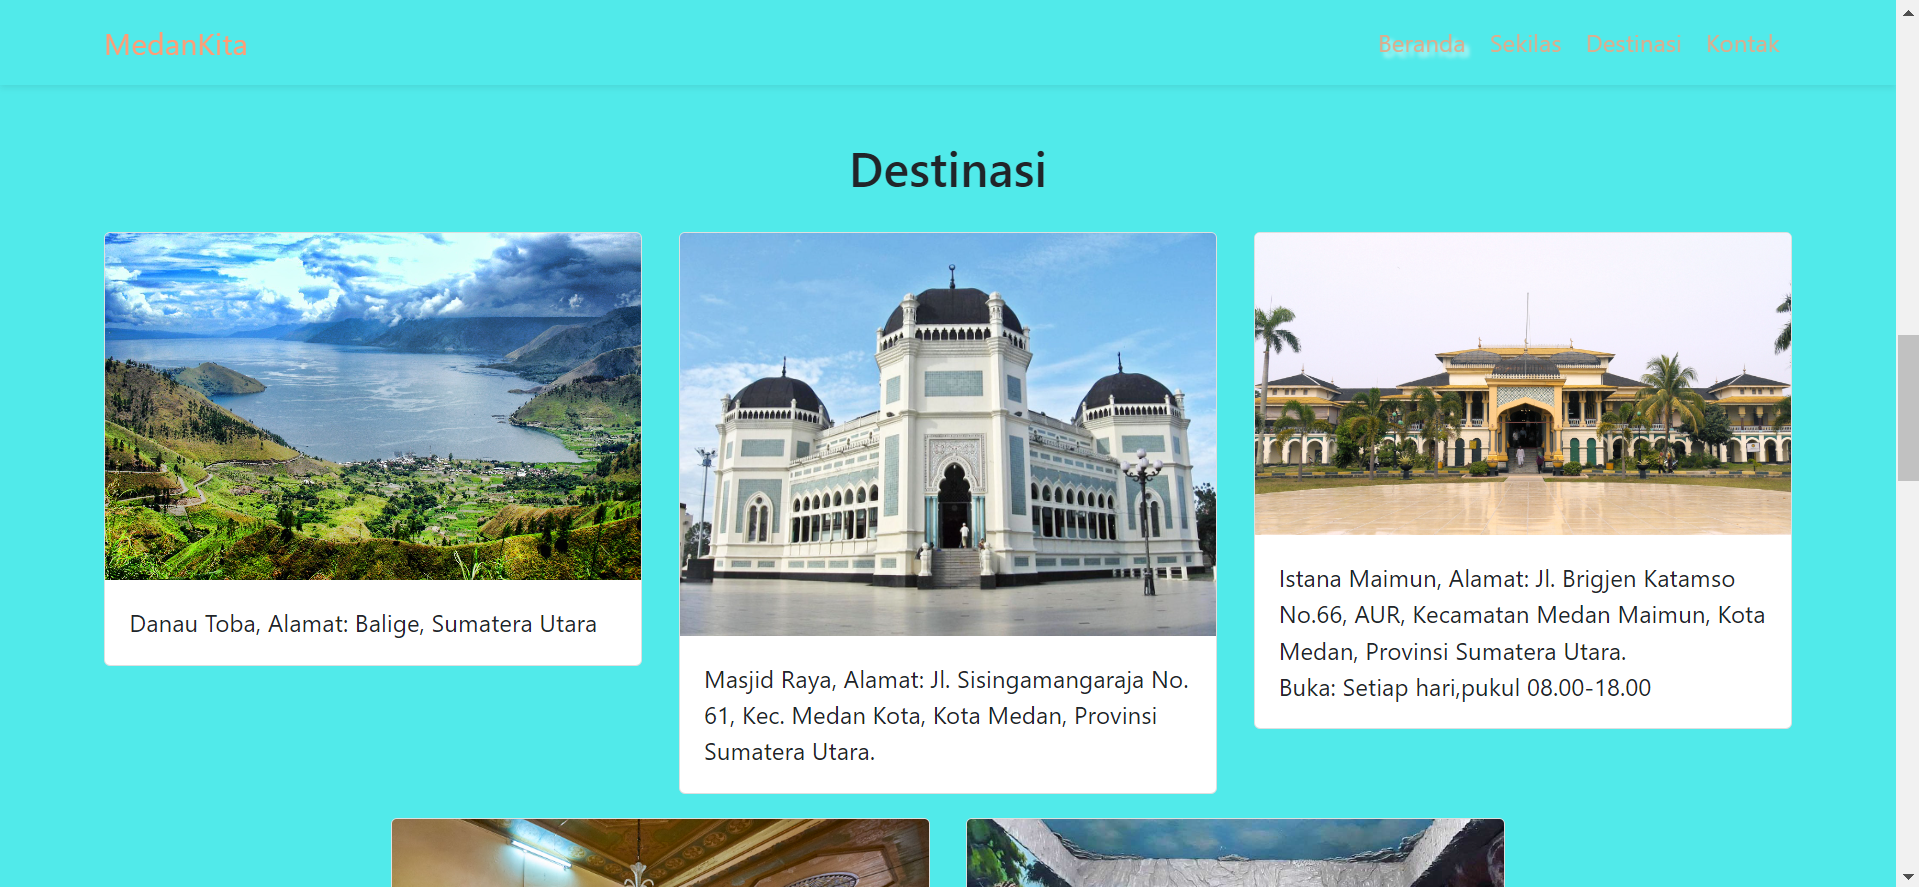 MedanKita
Beranda Sekilas Destinasi Kontak
Destinasi
Danau Toba, Alamat: Balige, Sumatera Utara
Masjid Raya, Alamat: Jl. Sisingamangaraja No.
61, Kec. Medan Kota, Kota Medan, Provinsi
Sumatera Utara.
Istana Maimun, Alamat: Jl. Brigjen Katamso
No.66, AUR, Kecamatan Medan Maimun, Kota
Medan, Provinsi Sumatera Utara.
Buka: Setiap hari,pukul 08.00-18.00